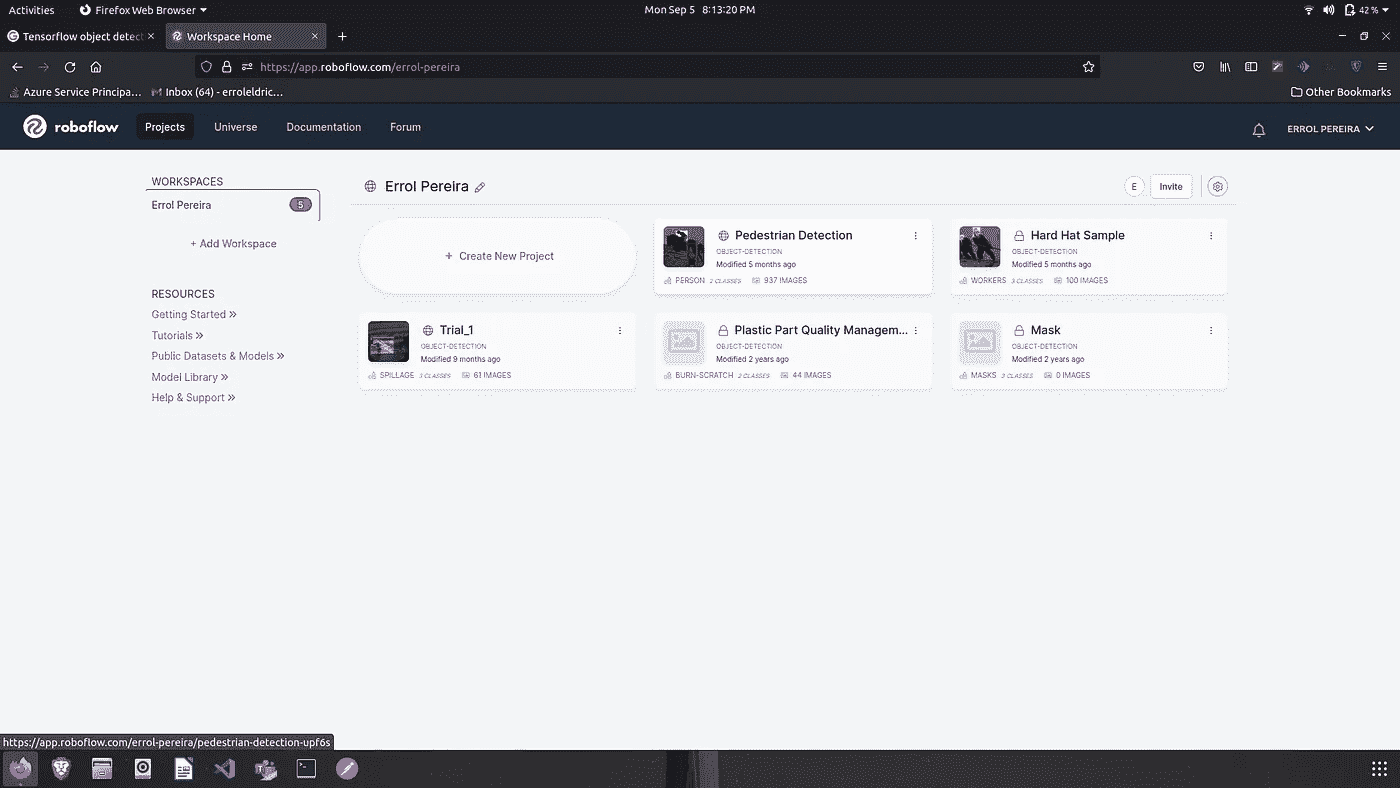 Activities Firefox Web Browser Mon Sep 5 8:13:20 PM 42 %
Tensorflow object detect Workspace Home
https://app.roboflow.com/errol-pereira
Azure Service Principa... Inbox (64) - erroleldric... Other Bookmarks
roboflow Projects Universe Documentation Forum ERROL PEREIRA
WORKSPACES
Errol Pereira 5
+ Add Workspace
RESOURCES
Getting Started »
Tutorials »
Public Datasets & Models »
Model Library »
Help & Support »
Errol Pereira E Invite
+ Create New Project
Pedestrian Detection
OBJECT-DETECTION
Modified 5 months ago
PERSON 2 CLASSES 937 IMAGES
Hard Hat Sample
OBJECT-DETECTION
Modified 5 months ago
WORKERS 3 CLASSES 100 IMAGES
Trial_1
OBJECT-DETECTION
Modified 9 months ago
SPILLAGE 3 CLASSES 61 IMAGES
Plastic Part Quality Managem...
OBJECT-DETECTION
Modified 2 years ago
BURN-SCRATCH 2 CLASSES 44 IMAGES
Mask
OBJECT-DETECTION
Modified 2 years ago
MASKS 2 CLASSES 0 IMAGES
https://app.roboflow.com/errol-pereira/pedestrian-detection-upf6s